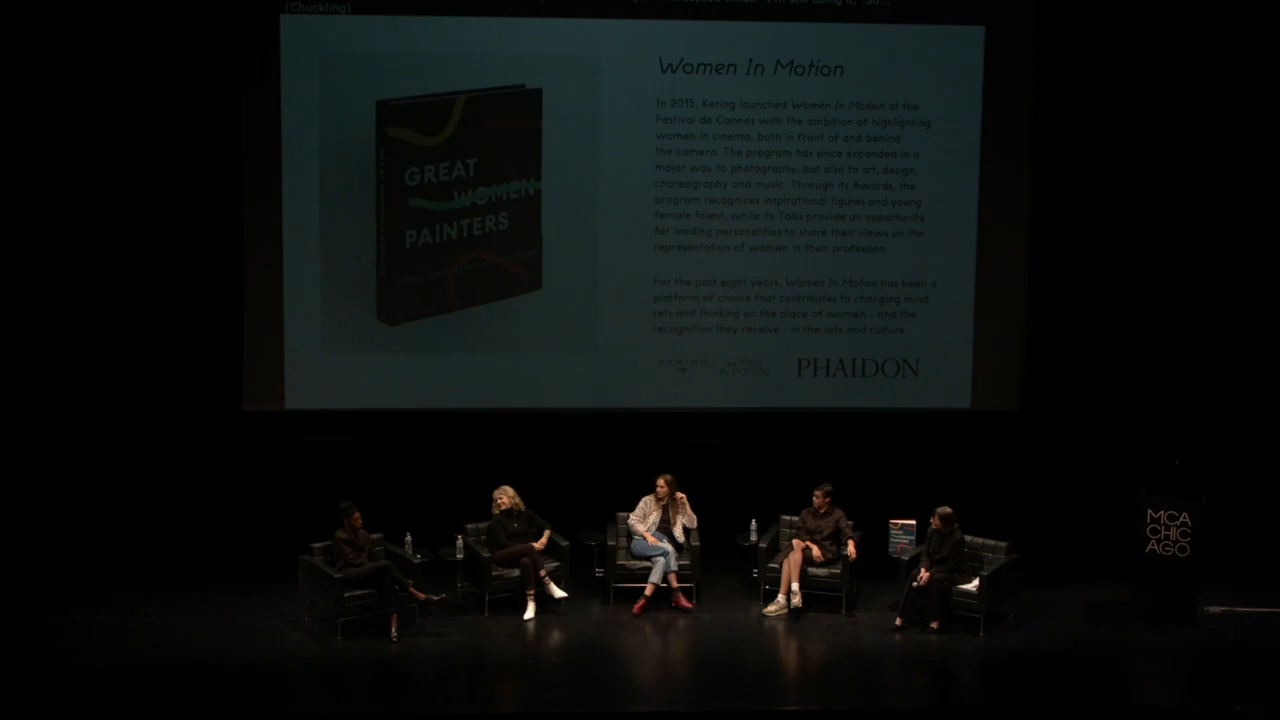 (Chuckling)
I'm still doing it. So...
GREAT
WOMEN
PAINTERS
Women In Motion
In 2015, Kering launched Women In Motion at the
Festival de Cannes with the ambition of highlighting
women in cinema, both in front of and behind
the camera. The program has since expanded in a
major way to photography, but also to art, design,
choreography and music. Through its Awards, the
program recognizes inspirational figures and young
female talent, while its Talks provide an opportunity
for leading personalities to share their views on the
representation of women in their profession.
For the past eight years, Women In Motion has been a
platform of choice that contributes to changing mind
sets and thinking on the place of women – and the
recognition they receive – in the arts and culture.
KERING
WOMEN
IN MOTION
PHAIDON
MCA
CHIC
AGO